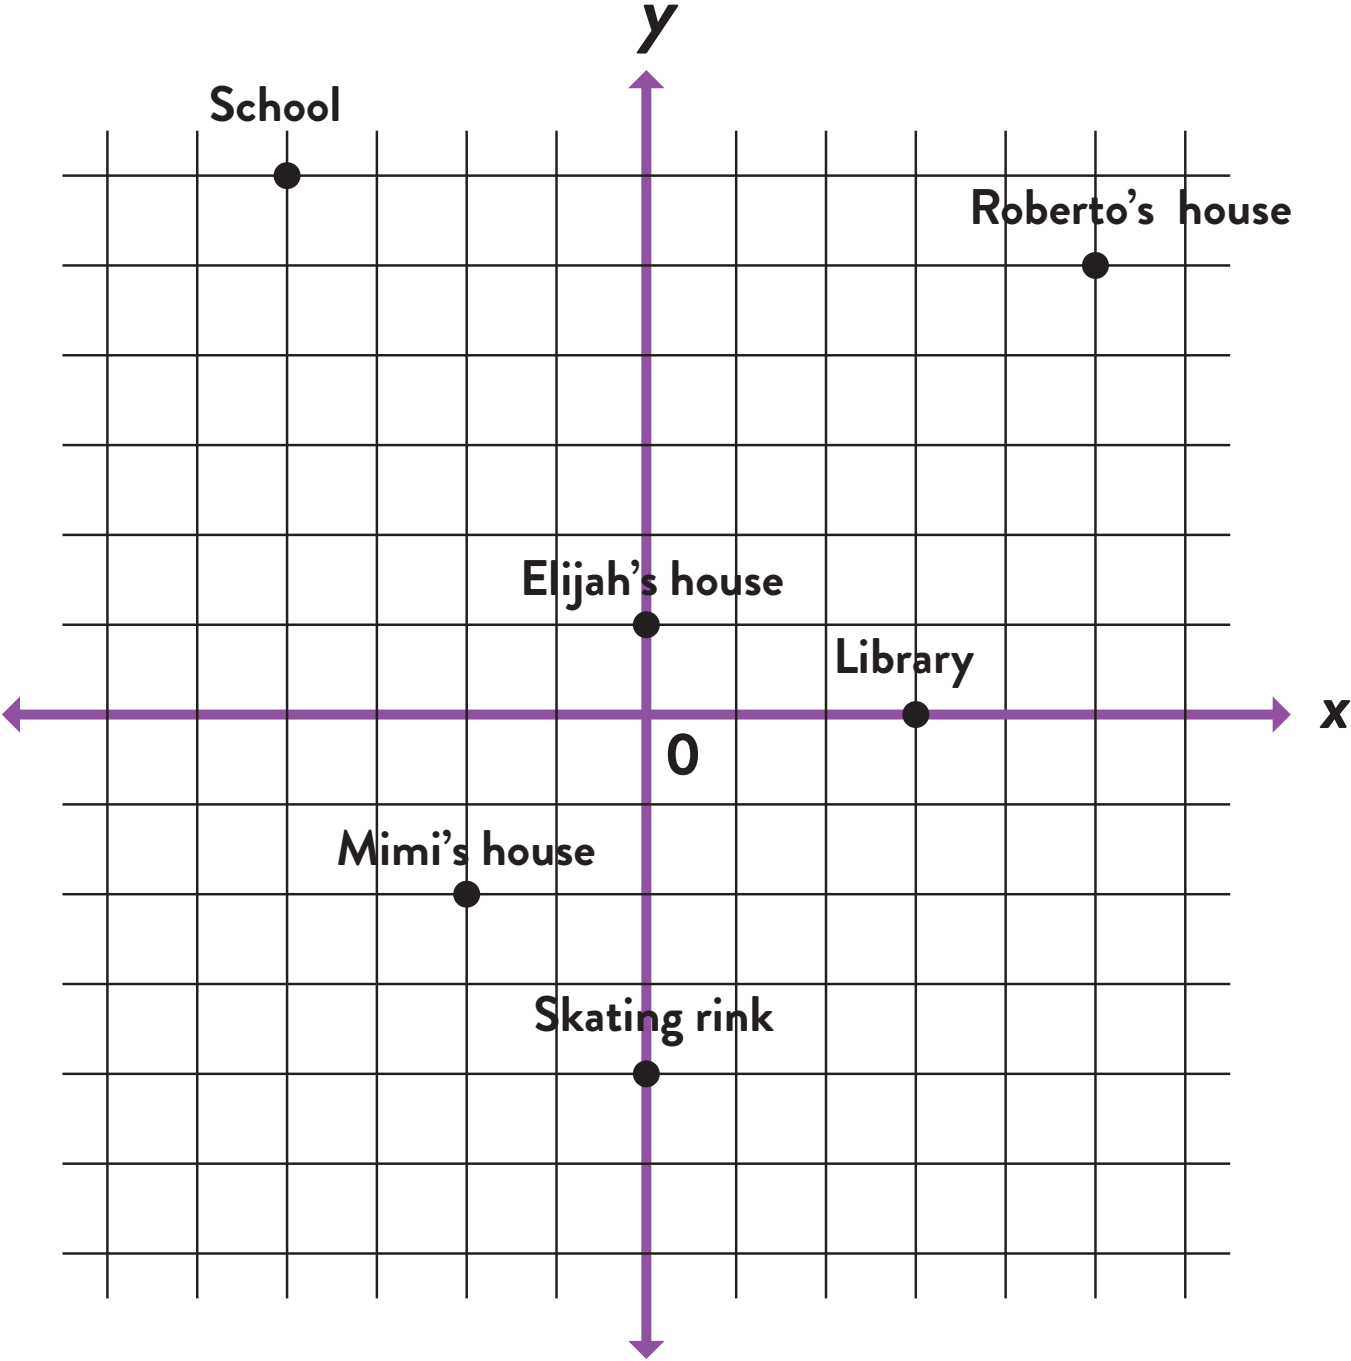 y
School
Roberto’s house
Elijah’s house
Library
x
0
Mimi’s house
Skating rink